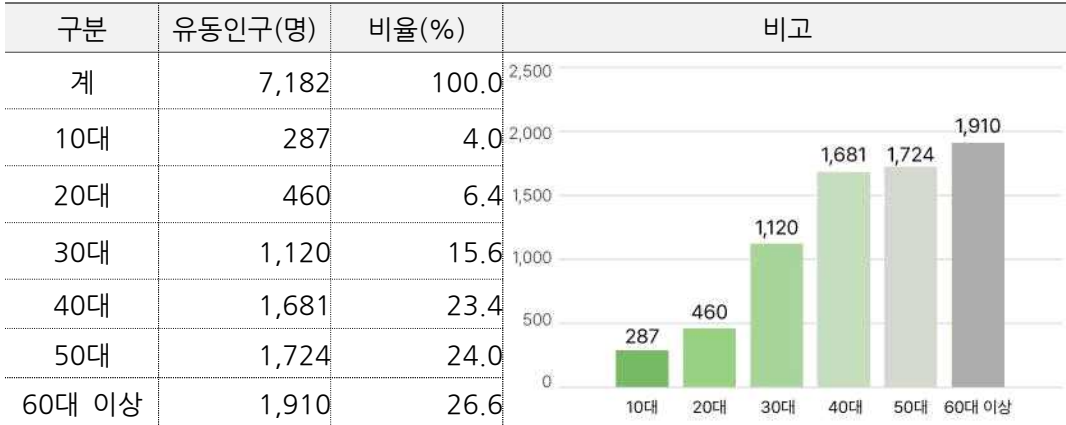 구분 유동인구(명) 비율(%) 비고
계 7,182 100.0
10대 287 4.0
20대 460 6.4
30대 1,120 15.6
40대 1,681 23.4
50대 1,724 24.0
60대 이상 1,910 26.6
2,500
2,000
1,500
1,000
500
0
287
460
1,120
1,681
1,724
1,910
10대 20대 30대 40대 50대 60대 이상